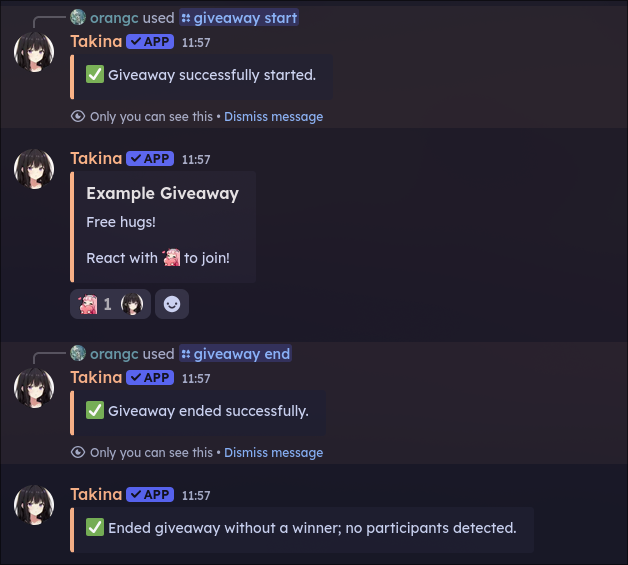 orangc used giveaway start
Takina ✓ APP 11:57
✅ Giveaway successfully started.
Only you can see this • Dismiss message
Takina ✓ APP 11:57
Example Giveaway
Free hugs!
React with to join!
1
orangc used giveaway end
Takina ✓ APP 11:57
✅ Giveaway ended successfully.
Only you can see this • Dismiss message
Takina ✓ APP 11:57
✅ Ended giveaway without a winner; no participants detected.